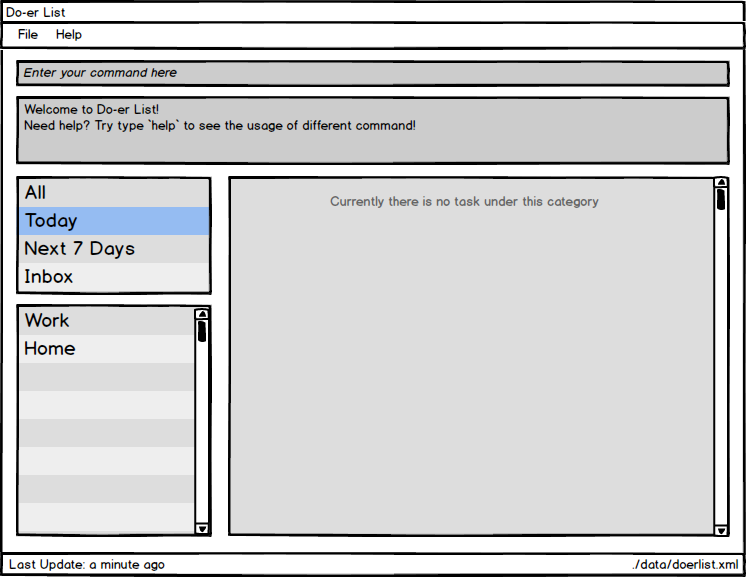 Do-er List
File Help
Enter your command here
Welcome to Do-er List!
Need help? Try type `help` to see the usage of different command!
All
Today
Next 7 Days
Inbox
Work
Home
Currently there is no task under this category
Last Update: a minute ago
./data/doerlist.xml